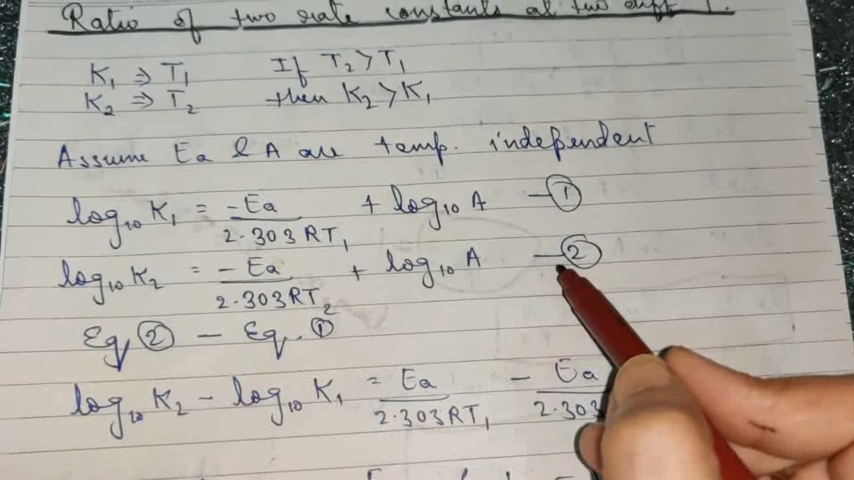 Ratio of two rate constants at two diff T.
K₁ ⇒ T₁ If T₂ > T₁
K₂ ⇒ T₂ then K₂ > K₁
Assume Ea & A are temp. independent
log₁₀ K₁ = -Ea / 2.303 RT₁ + log₁₀ A — ①
log₁₀ K₂ = -Ea / 2.303 RT₂ + log₁₀ A — ②
Eq ② — Eq. ①
log₁₀ K₂ - log₁₀ K₁ = Ea / 2.303 RT₁ - Ea / 2.303